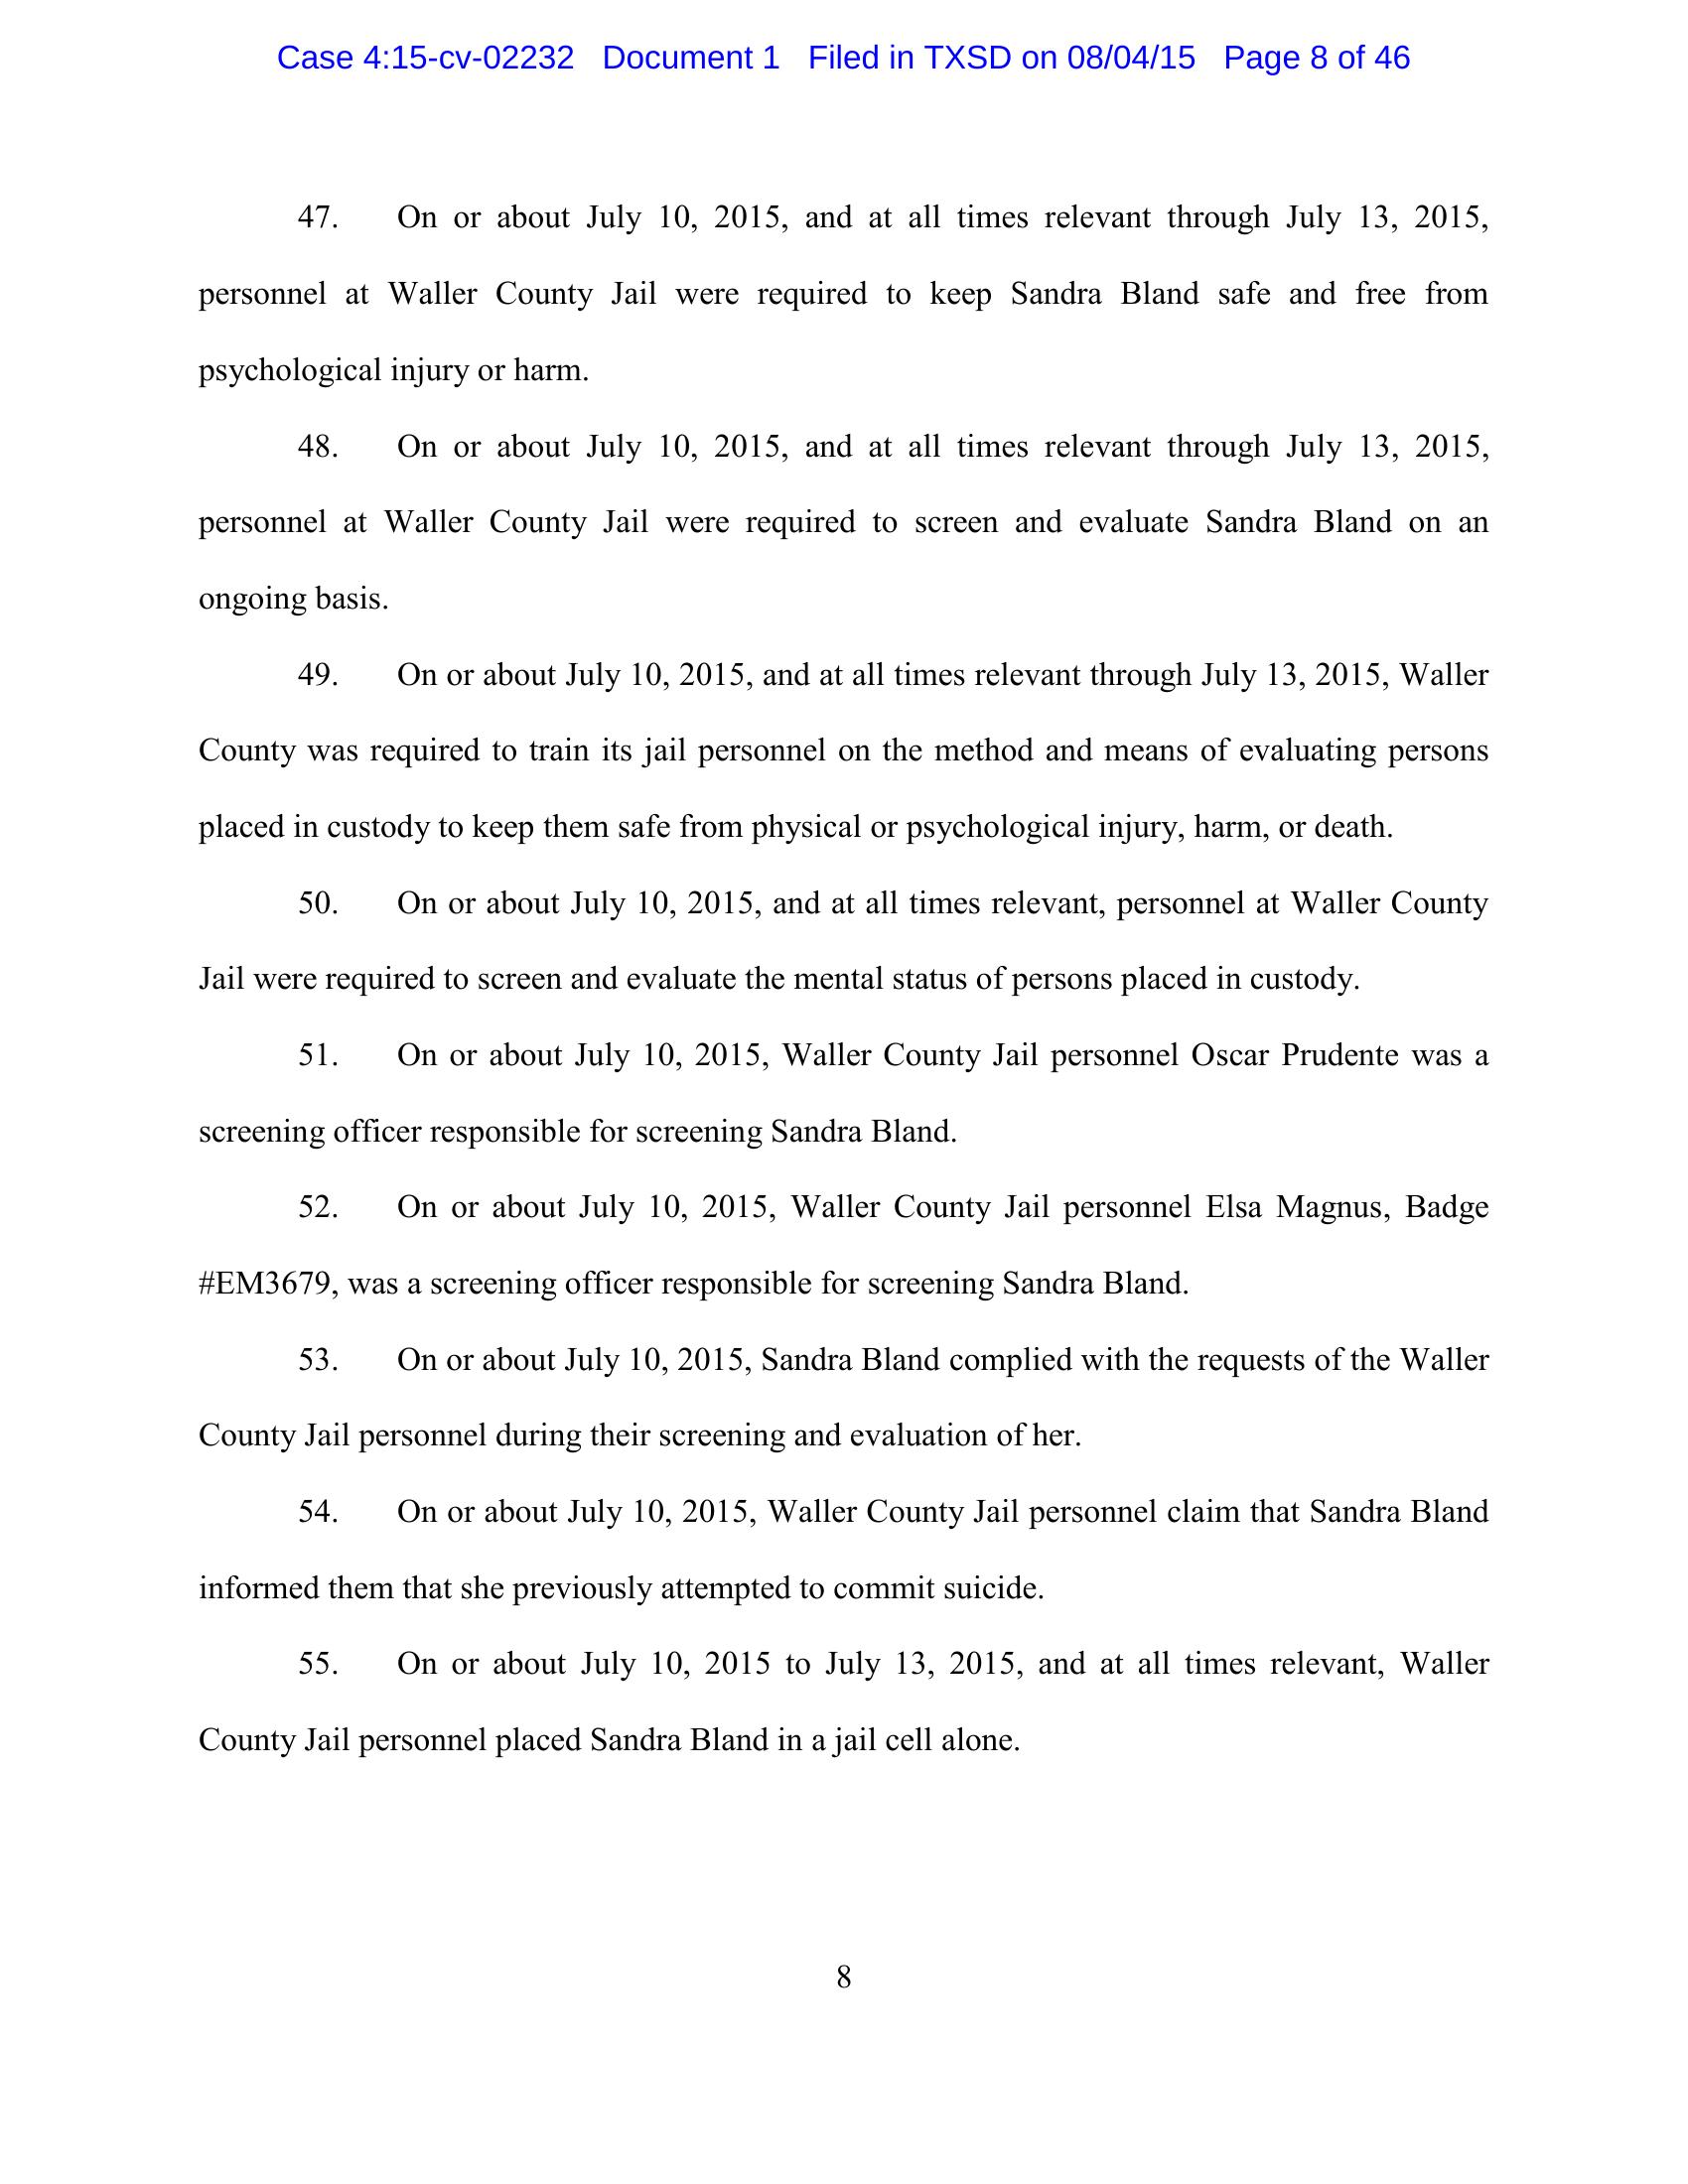 Case 4:15-cv-02232 Document 1 Filed in TXSD on 08/04/15 Page 8 of 46
47. On or about July 10, 2015, and at all times relevant through July 13, 2015,
personnel at Waller County Jail were required to keep Sandra Bland safe and free from
psychological injury or harm.
48. On or about July 10, 2015, and at all times relevant through July 13, 2015,
personnel at Waller County Jail were required to screen and evaluate Sandra Bland on an
ongoing basis.
49. On or about July 10, 2015, and at all times relevant through July 13, 2015, Waller
County was required to train its jail personnel on the method and means of evaluating persons
placed in custody to keep them safe from physical or psychological injury, harm, or death.
50. On or about July 10, 2015, and at all times relevant, personnel at Waller County
Jail were required to screen and evaluate the mental status of persons placed in custody.
51. On or about July 10, 2015, Waller County Jail personnel Oscar Prudente was a
screening officer responsible for screening Sandra Bland.
52. On or about July 10, 2015, Waller County Jail personnel Elsa Magnus, Badge
#EM3679, was a screening officer responsible for screening Sandra Bland.
53. On or about July 10, 2015, Sandra Bland complied with the requests of the Waller
County Jail personnel during their screening and evaluation of her.
54. On or about July 10, 2015, Waller County Jail personnel claim that Sandra Bland
informed them that she previously attempted to commit suicide.
55. On or about July 10, 2015 to July 13, 2015, and at all times relevant, Waller
County Jail personnel placed Sandra Bland in a jail cell alone.
8